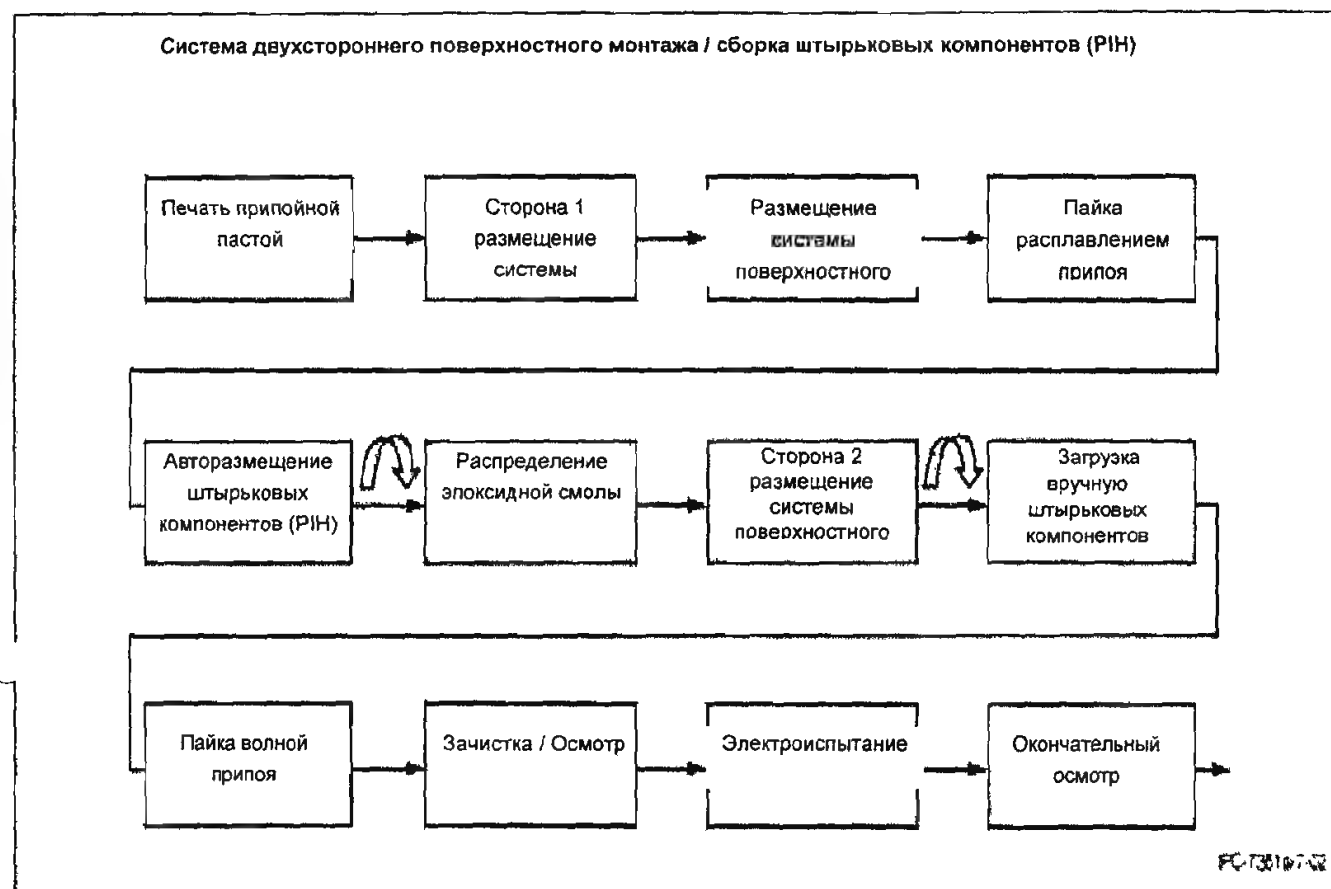 Система двухстороннего поверхностного монтажа / сборка штырьковых компонентов (PIH)
Печать припойной
пастой
Сторона 1
размещение
системы
Размещение
системы
поверхностного
Пайка
расплавлением
припоя
Авторазмещение
штырьковых
компонентов (PIH)
Распределение
эпоксидной смолы
Сторона 2
размещение
системы
поверхностного
Загрузка
вручную
штырьковых
компонентов
Пайка волной
припоя
Зачистка / Осмотр
Электроиспытание
Окончательный
осмотр